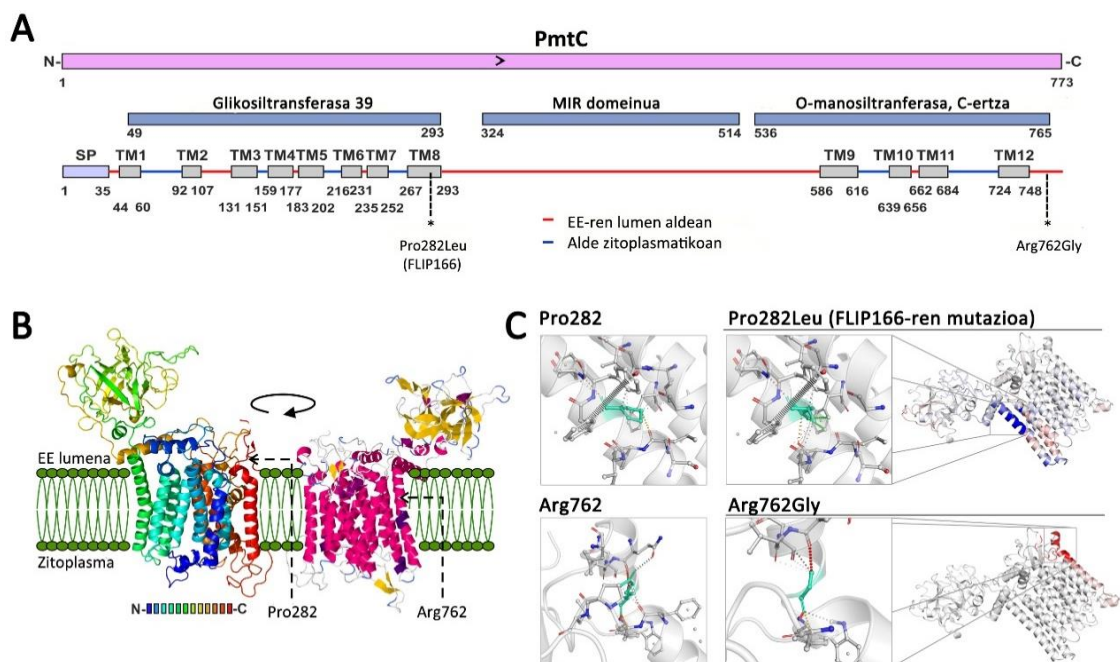 A
PmtC
N-
-C
1
773
Glikosiltransferasa 39
MIR domeinua
O-manosiltranferasa, C-ertza
49
293
324
514
536
765
SP
TM1
TM2
TM3
TM4
TM5
TM6
TM7
TM8
TM9
TM10
TM11
TM12
1
35
92
107
159
177
216
231
267
293
586
616
662
684
724
748
44
60
131
151
183
202
235
252
639
656
*
*
Pro282Leu
(FLIP166)
EE-ren lumen aldean
Alde zitoplasmatikoan
Arg762Gly
B
EE lumena
Zitoplasma
N-
-C
Pro282
Arg762
C
Pro282
Pro282Leu (FLIP166-ren mutazioa)
Arg762
Arg762Gly